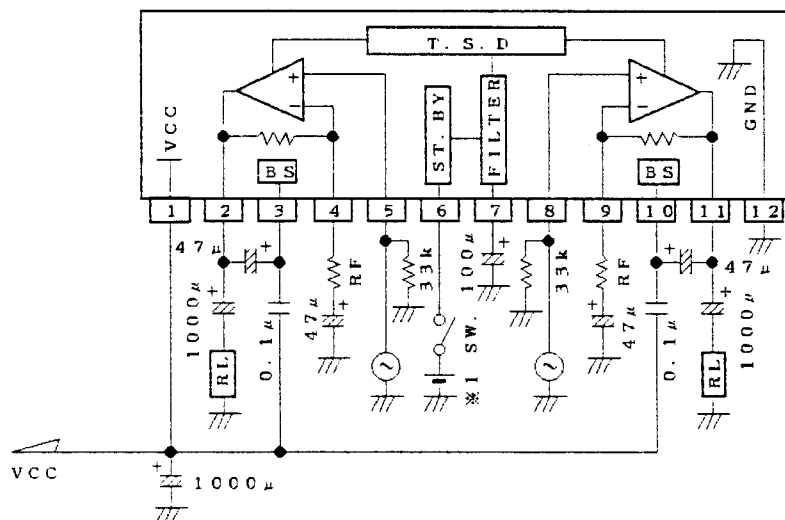 T.S.D
VCC
ST.BY
FILTER
GND
BS
BS
+
−
+
−
1
2
3
4
5
6
7
8
9
10
11
12
47μ
+
1000μ
+
RL
0.1μ
RF
47μ
+
33k
~
※1 SW.
100μ
+
33k
~
RF
47μ
+
0.1μ
+
47μ
1000μ
+
RL
VCC
+
1000μ